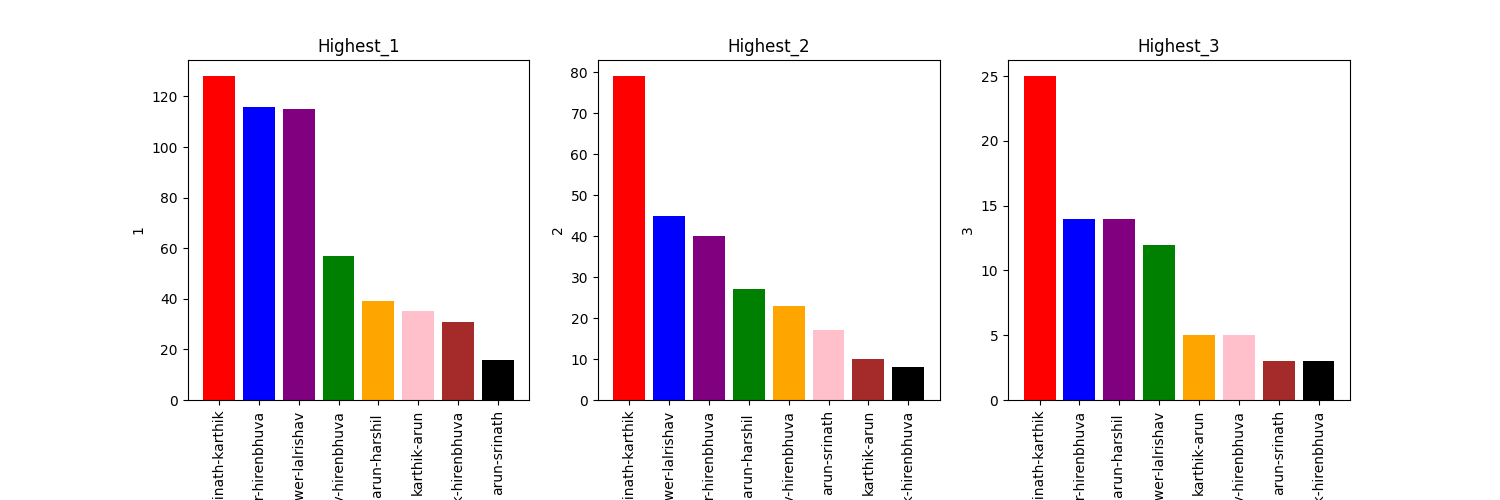 Highest_1
1
120
100
80
60
40
20
0
inath-karthik
r-hirenbhuva
wer-lalrishav
/-hirenbhuva
arun-harshil
karthik-arun
k-hirenbhuva
arun-srinath
Highest_2
2
80
70
60
50
40
30
20
10
0
inath-karthik
wer-lalrishav
r-hirenbhuva
arun-harshil
/-hirenbhuva
arun-srinath
karthik-arun
k-hirenbhuva
Highest_3
3
25
20
15
10
5
0
inath-karthik
r-hirenbhuva
arun-harshil
wer-lalrishav
karthik-arun
/-hirenbhuva
arun-srinath
k-hirenbhuva